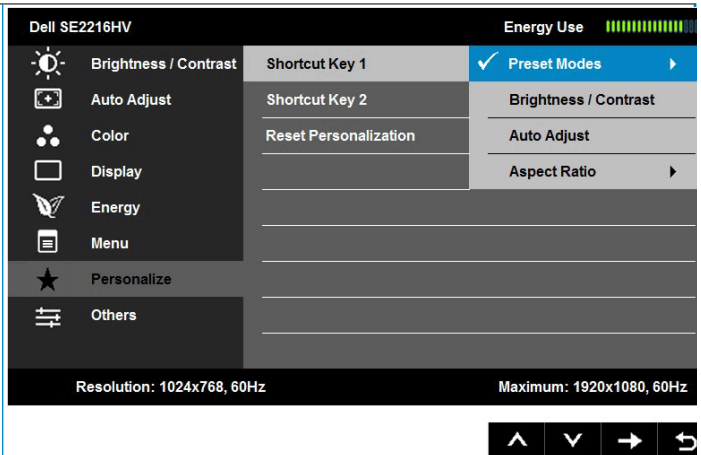 Dell SE2216HV Energy Use
Brightness / Contrast Shortcut Key 1 Preset Modes
Auto Adjust Shortcut Key 2 Brightness / Contrast
Color Reset Personalization Auto Adjust
Display Aspect Ratio
Energy
Menu
Personalize
Others
Resolution: 1024x768, 60Hz Maximum: 1920x1080, 60Hz